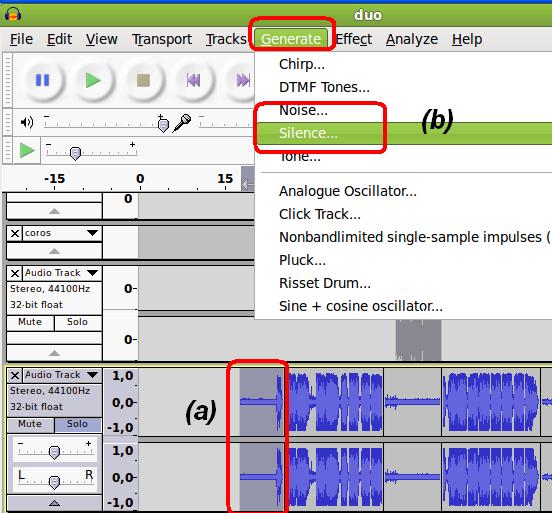 duo
File Edit View Transport Tracks Generate Effect Analyze Help
Chirp...
DTMF Tones...
Noise...
(b)
Silence...
Tone...
-15 0 15
Analogue Oscillator...
Click Track...
Nonbandlimited single-sample impulses (
Pluck...
Risset Drum...
Sine + cosine oscillator...
0
X coros
X Audio Track
Stereo, 44100Hz
32-bit float
Mute Solo
0-
0-
X Audio Track
Stereo, 44100Hz
32-bit float
Mute Solo
- +
L R
1,0
0,0-
-1,0
1,0
0,0-
-1,0
(a)